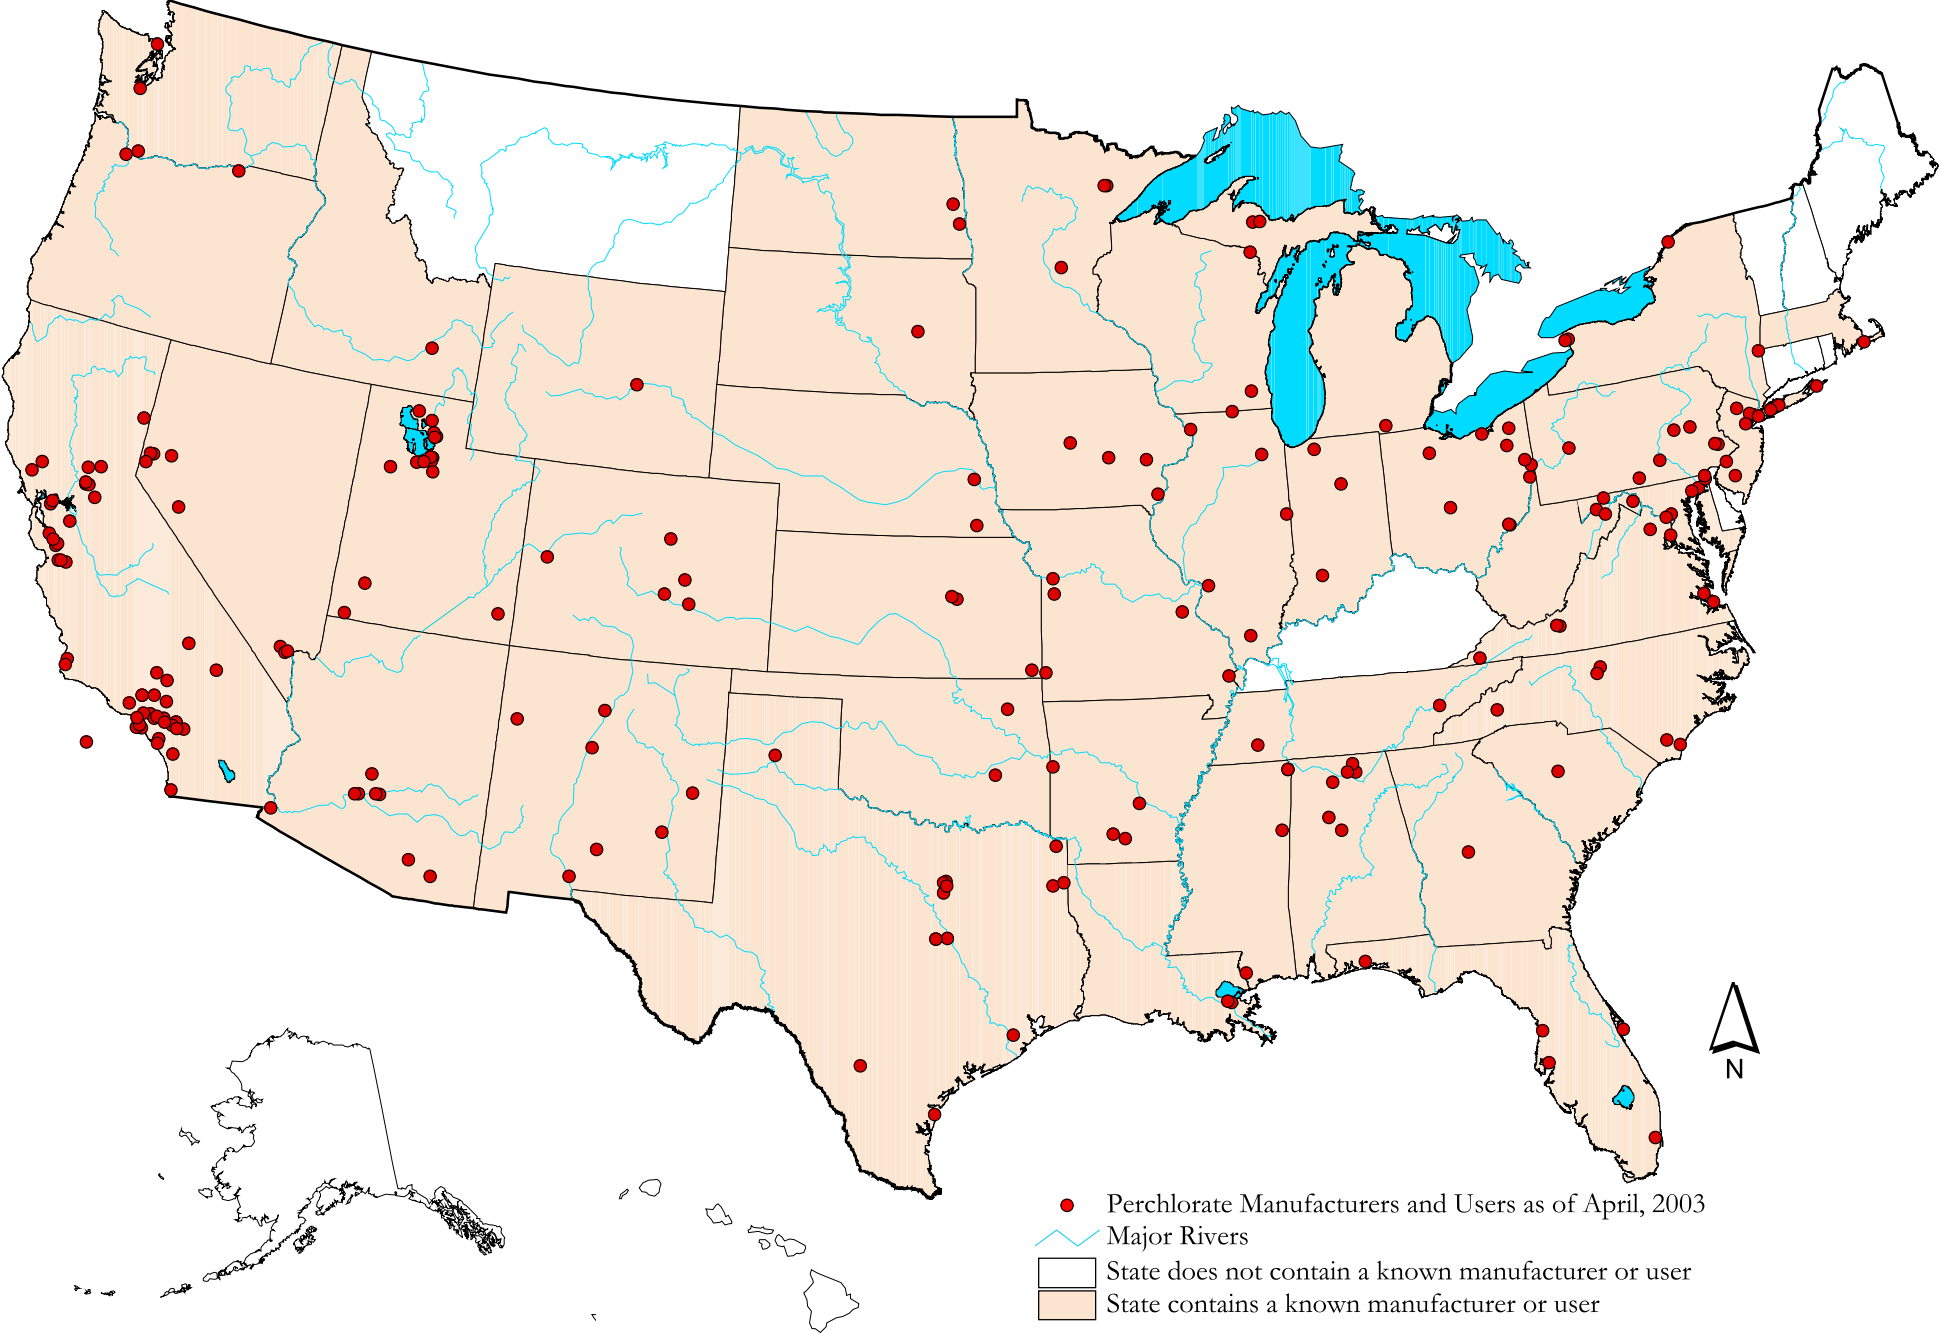 N
Perchlorate Manufacturers and Users as of April, 2003
Major Rivers
State does not contain a known manufacturer or user
State contains a known manufacturer or user